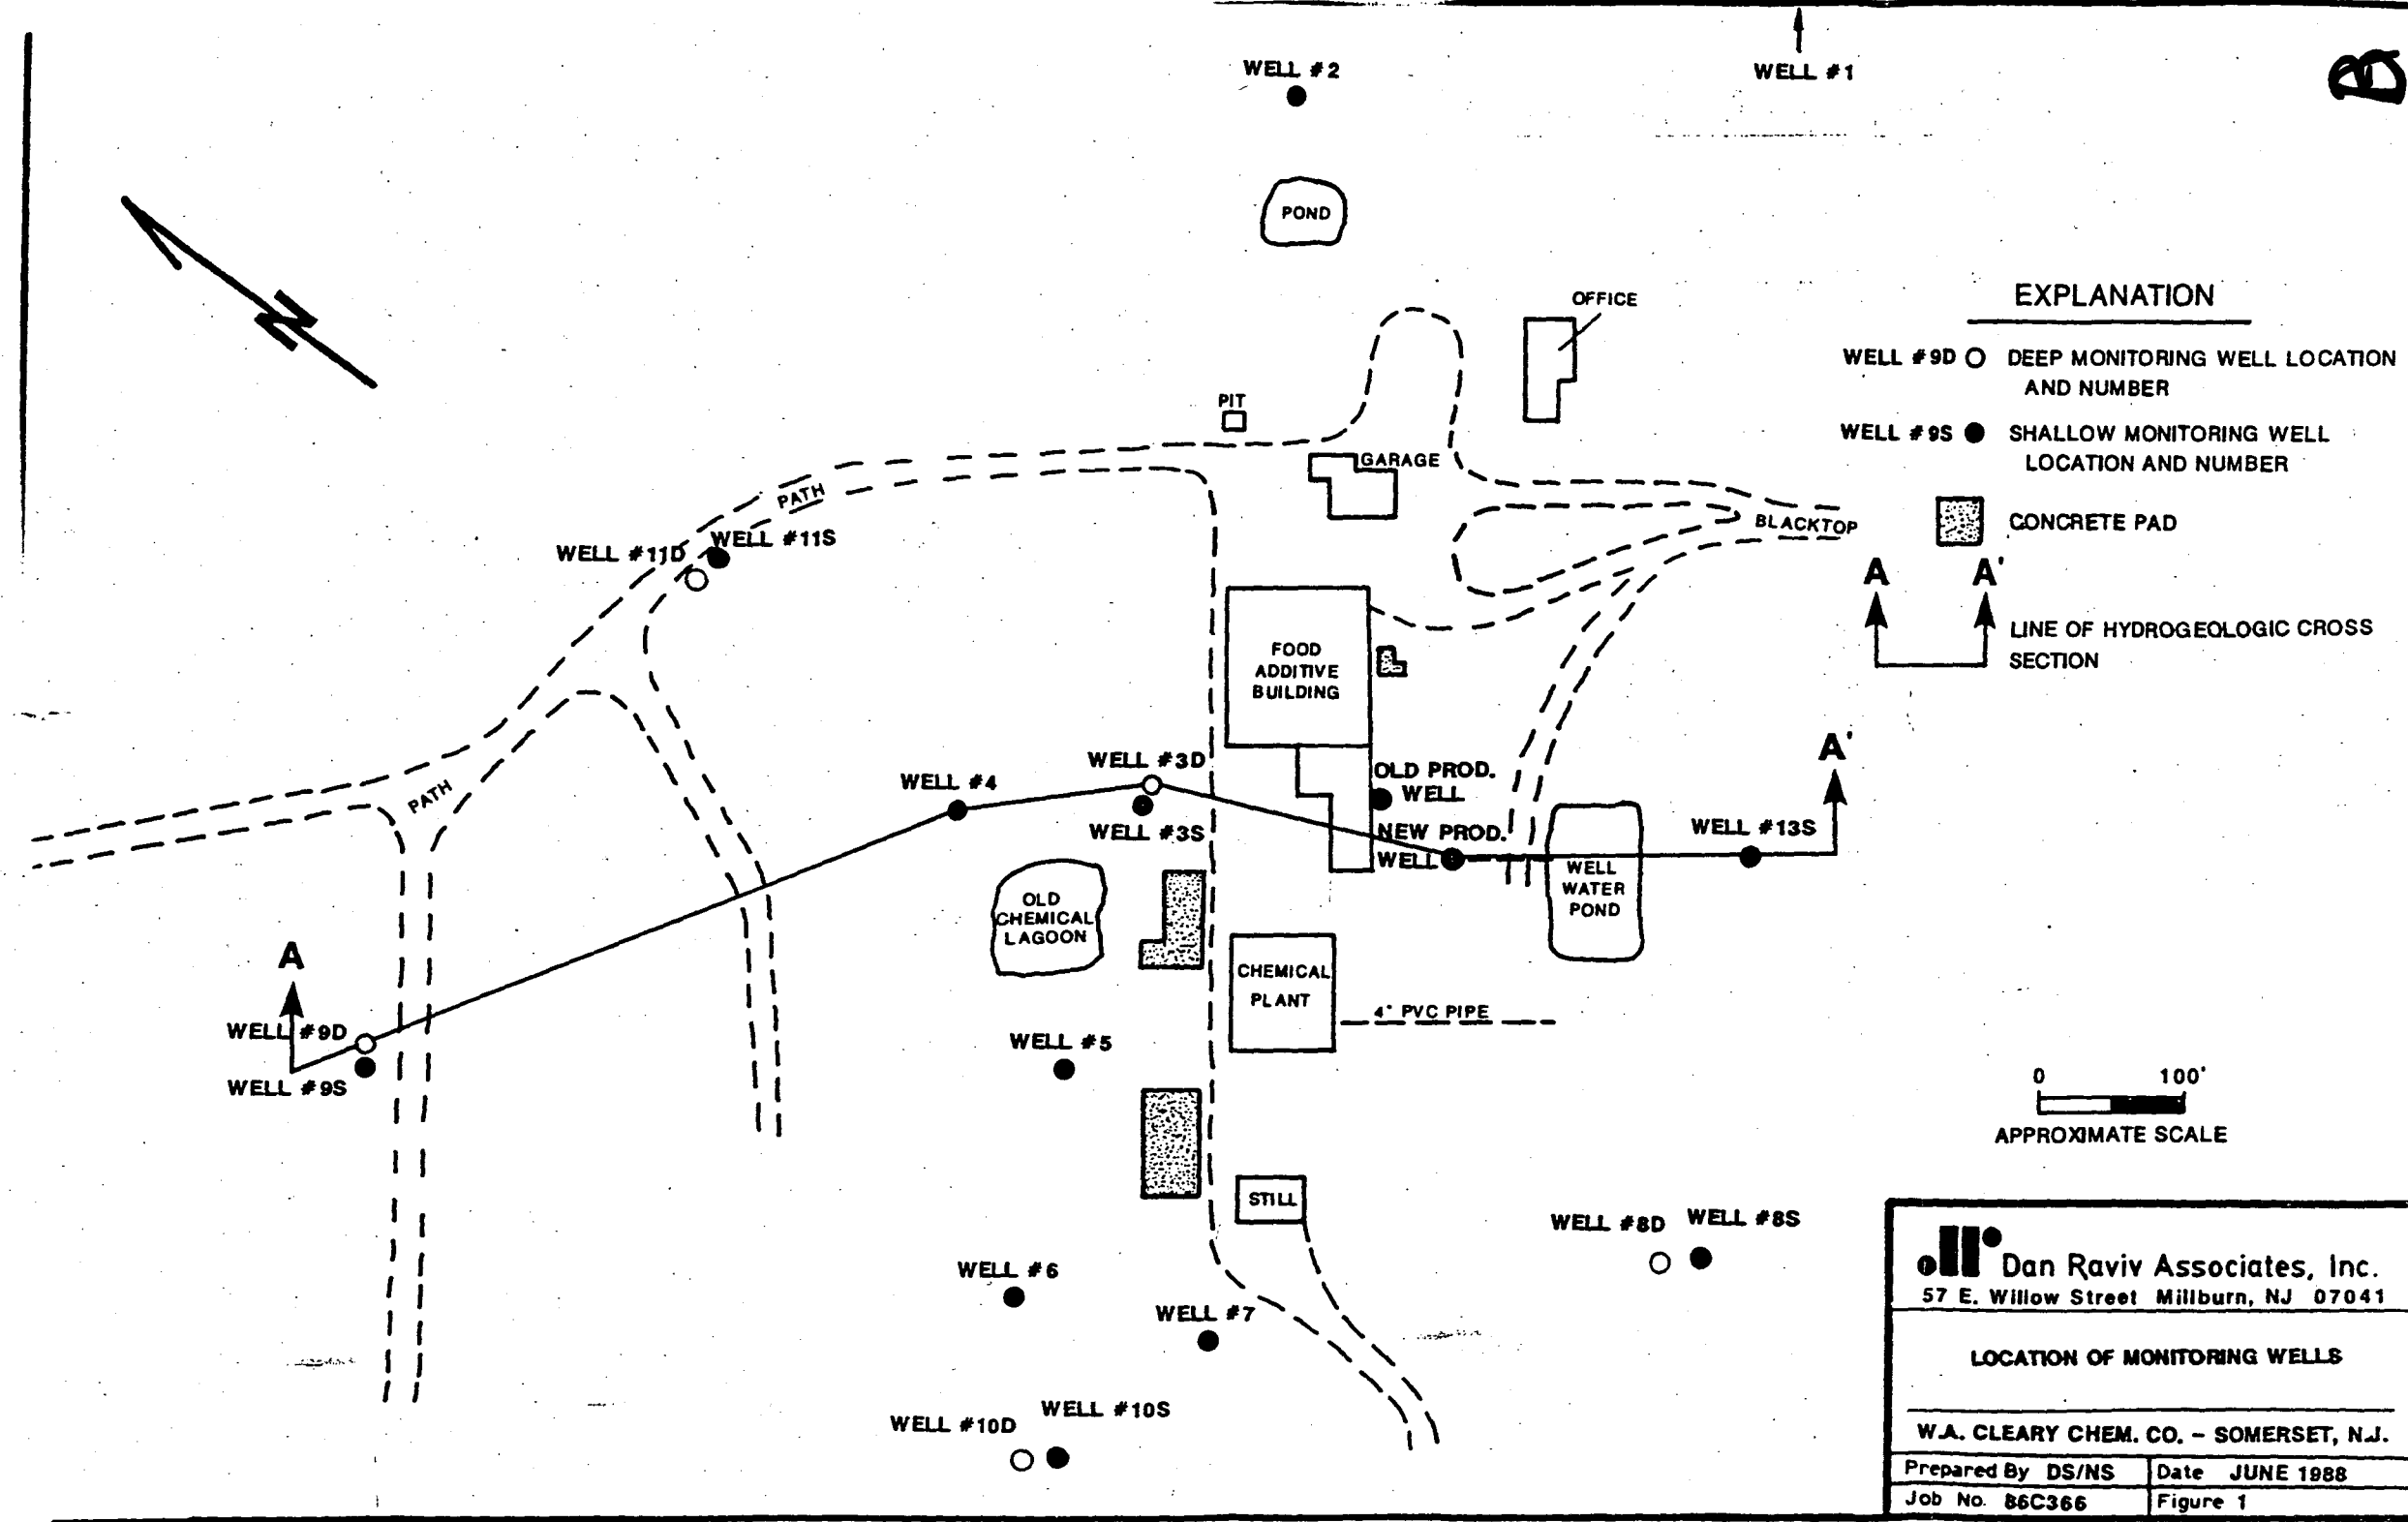 WELL #2
WELL #1
B
POND
N
OFFICE
EXPLANATION
WELL #9D
DEEP MONITORING WELL LOCATION
AND NUMBER
PIT
WELL #9S
SHALLOW MONITORING WELL
LOCATION AND NUMBER
GARAGE
PATH
BLACKTOP
CONCRETE PAD
WELL #11D
WELL #11S
A
A'
LINE OF HYDROGEOLOGIC CROSS
SECTION
FOOD
ADDITIVE
BUILDING
A'
WELL #3D
WELL #4
OLD PROD.
WELL
PATH
WELL #3S
NEW PROD.
WELL
WELL #13S
WELL
WATER
POND
OLD
CHEMICAL
LAGOON
A
CHEMICAL
PLANT
4" PVC PIPE
WELL #9D
WELL #5
WELL #9S
0 100'
APPROXIMATE SCALE
STILL
WELL #8D
WELL #8S
WELL #6
WELL #7
WELL #10D
WELL #10S
Dan Raviv Associates, Inc.
57 E. Willow Street Millburn, NJ 07041
LOCATION OF MONITORING WELLS
W.A. CLEARY CHEM. CO. - SOMERSET, N.J.
Prepared By DS/NS
Date JUNE 1988
Job No. 86C366
Figure 1